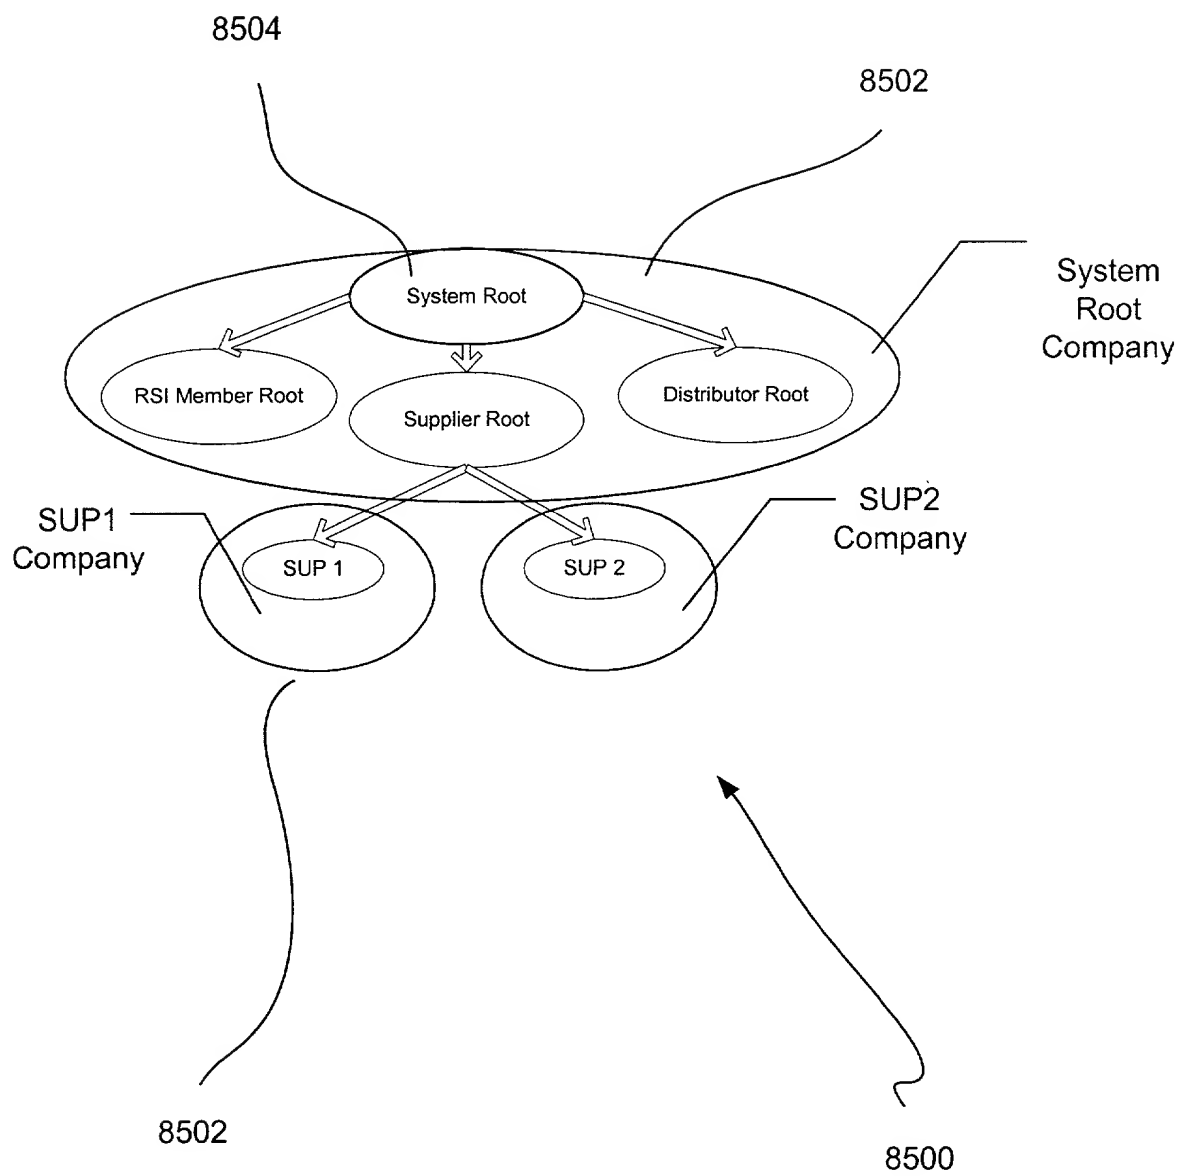 8504
8502
System Root
System
Root
Company
RSI Member Root
Supplier Root
Distributor Root
SUP1
Company
SUP2
Company
SUP 1
SUP 2
8502
8500